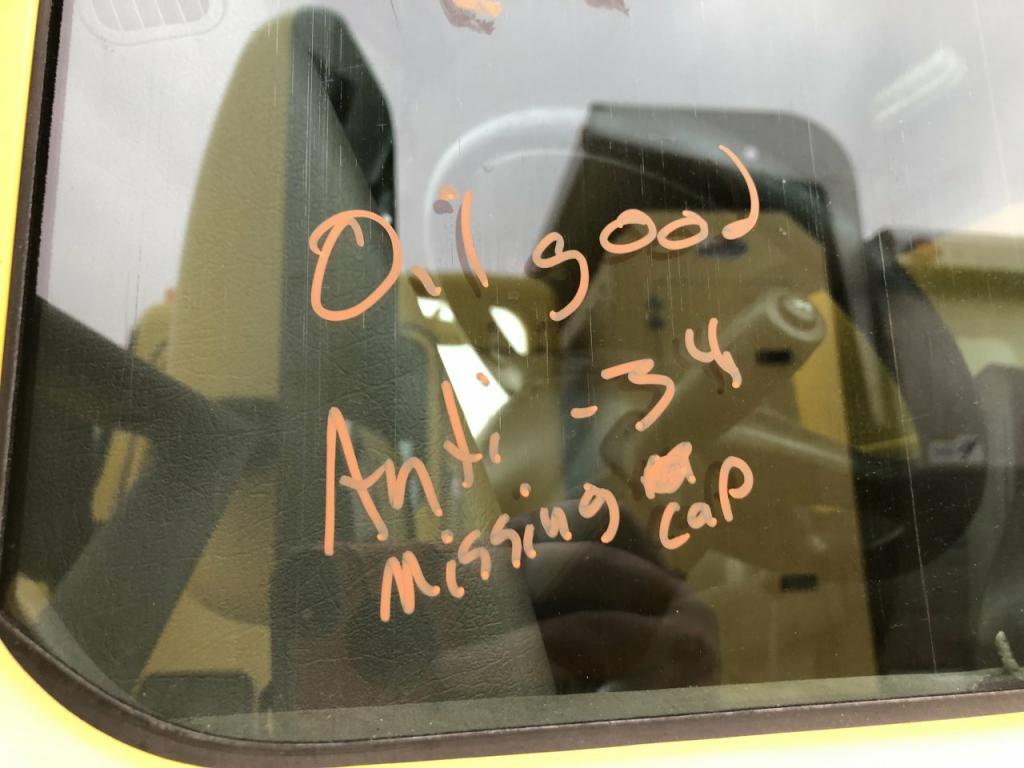 Oil good
Anti -34
Missing cap